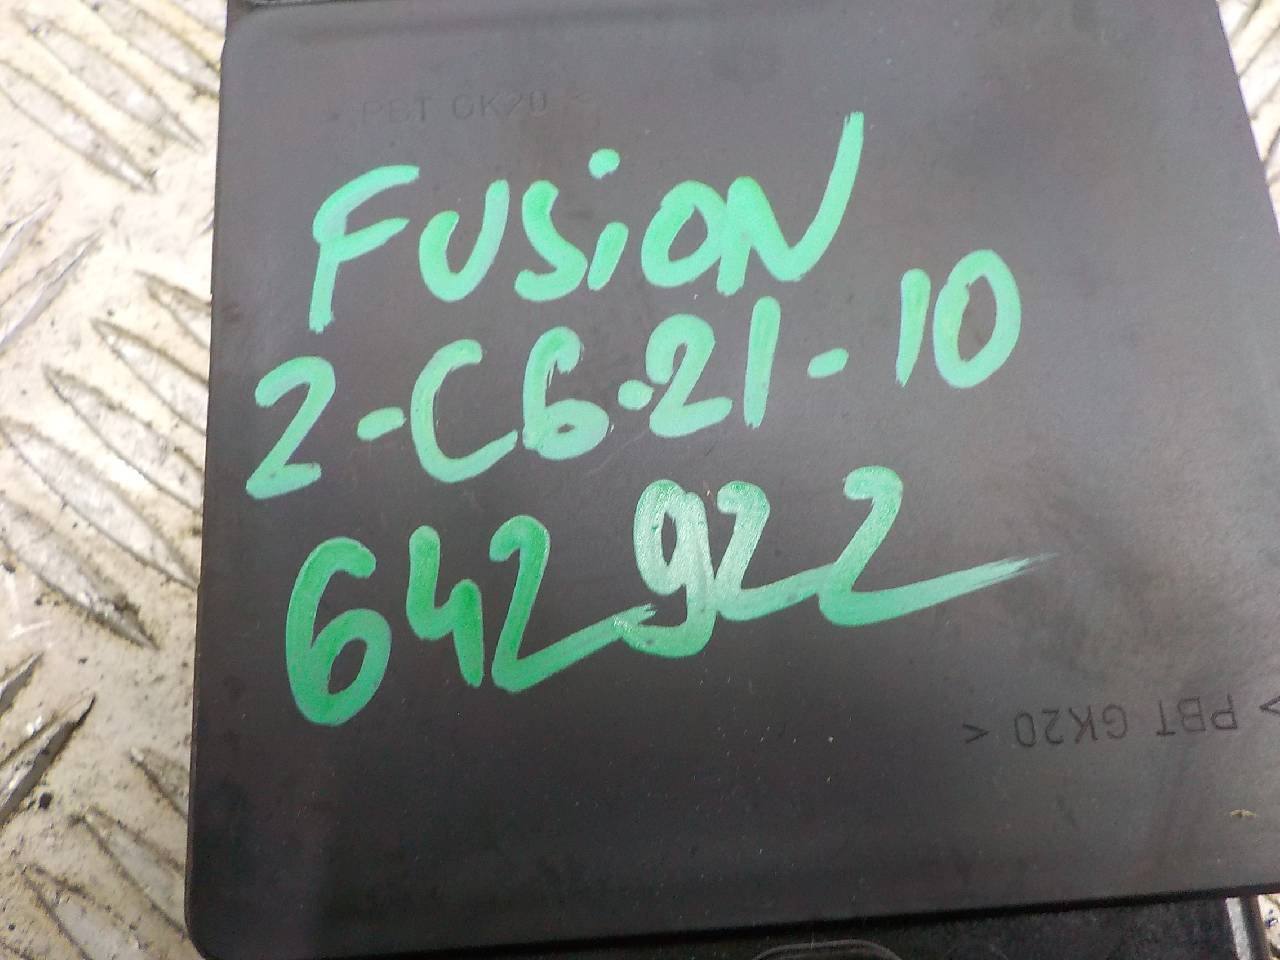 > PBT GK20 <
FUSiON
2-C6-21-10
642922
> PBT GK20 <